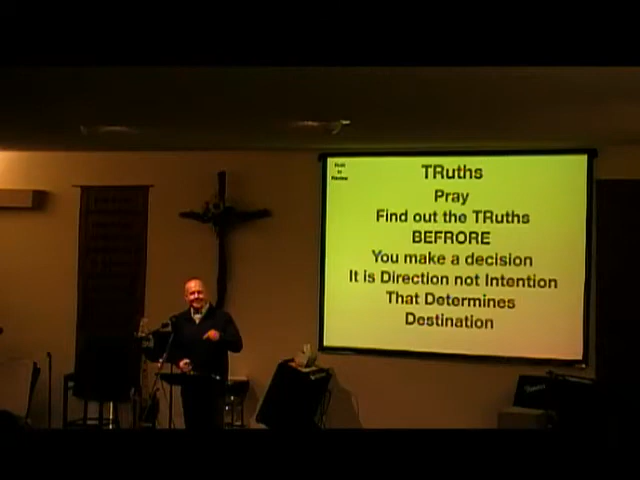 TRuths
Pray
Find out the TRuths
BEFRORE
You make a decision
It is Direction not Intention
That Determines
Destination